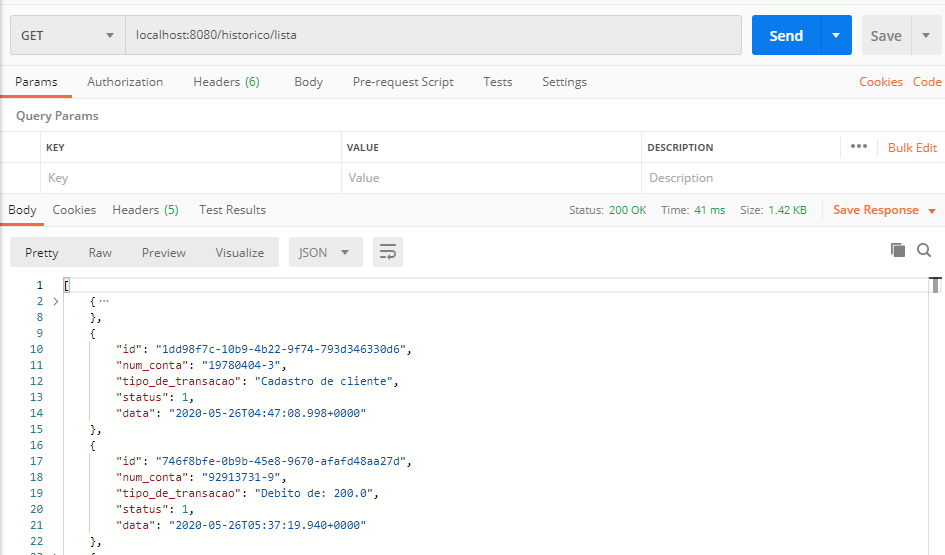 GET localhost:8080/historico/lista Send Save
Params Authorization Headers (6) Body Pre-request Script Tests Settings Cookies Code
Query Params
KEY VALUE DESCRIPTION ••• Bulk Edit
Key Value Description
Body Cookies Headers (5) Test Results Status: 200 OK Time: 41 ms Size: 1.42 KB Save Response
Pretty Raw Preview Visualize JSON
1 [
2 { ···
8 },
9 {
10 "id": "1dd98f7c-10b9-4b22-9f74-793d346330d6",
11 "num_conta": "19780404-3",
12 "tipo_de_transacao": "Cadastro de cliente",
13 "status": 1,
14 "data": "2020-05-26T04:47:08.998+0000"
15 },
16 {
17 "id": "746f8bfe-0b9b-45e8-9670-afafd48aa27d",
18 "num_conta": "92913731-9",
19 "tipo_de_transacao": "Debito de: 200.0",
20 "status": 1,
21 "data": "2020-05-26T05:37:19.940+0000"
22 },